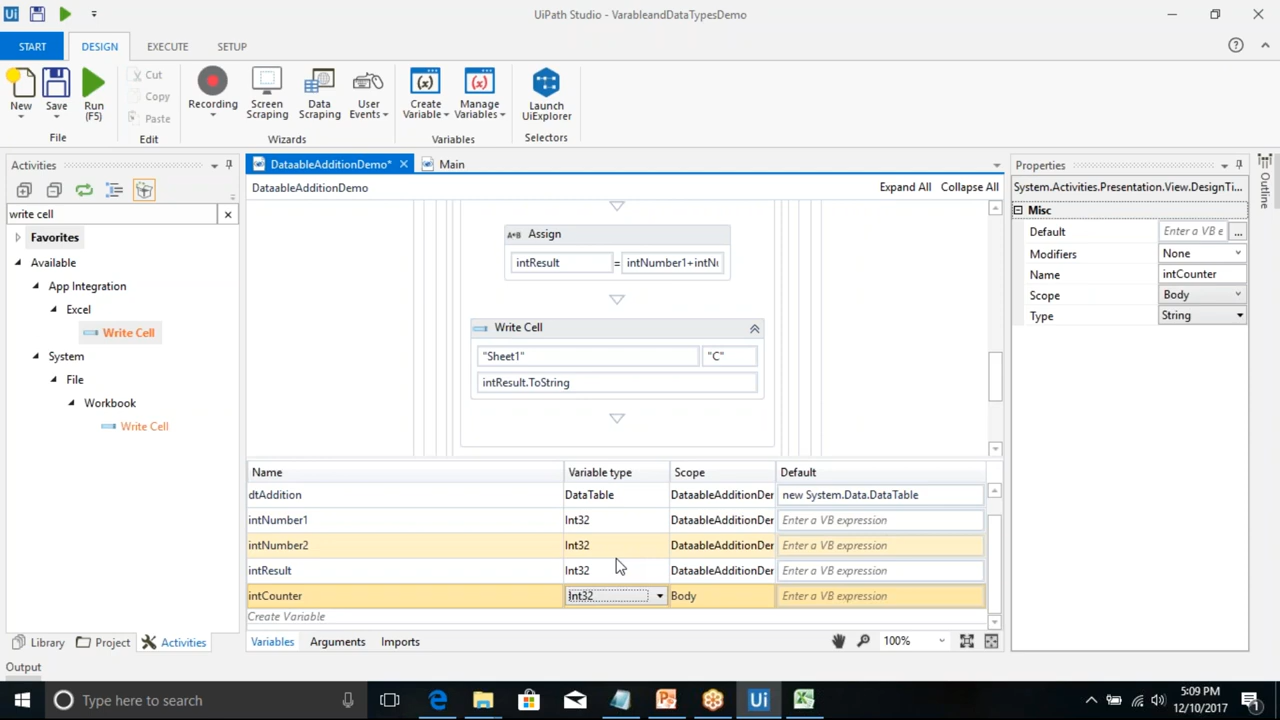 UiPath Studio - VarableandDataTypesDemo
START
DESIGN
EXECUTE
SETUP
New
Save
Run
(F5)
Cut
Copy
Paste
Recording
Screen
Scraping
Data
Scraping
User
Events
Create
Variable
Manage
Variables
Launch
UiExplorer
File
Edit
Wizards
Variables
Selectors
Activities
write cell
Favorites
Available
App Integration
Excel
Write Cell
System
File
Workbook
Write Cell
Library
Project
Activities
Output
DataableAdditionDemo*
Main
DataableAdditionDemo
Expand All
Collapse All
A+B Assign
intResult = intNumber1+intNu
Write Cell
"Sheet1" "C"
intResult.ToString
Name Variable type Scope Default
dtAddition DataTable DataableAdditionDer new System.Data.DataTable
intNumber1 Int32 DataableAdditionDer Enter a VB expression
intNumber2 Int32 DataableAdditionDer Enter a VB expression
intResult Int32 DataableAdditionDer Enter a VB expression
intCounter Int32 Body Enter a VB expression
Create Variable
Variables Arguments Imports
100%
Properties
System.Activities.Presentation.View.DesignTi...
Misc
Default Enter a VB e ...
Modifiers None
Name intCounter
Scope Body
Type String
Outline
Type here to search
5:09 PM
12/10/2017